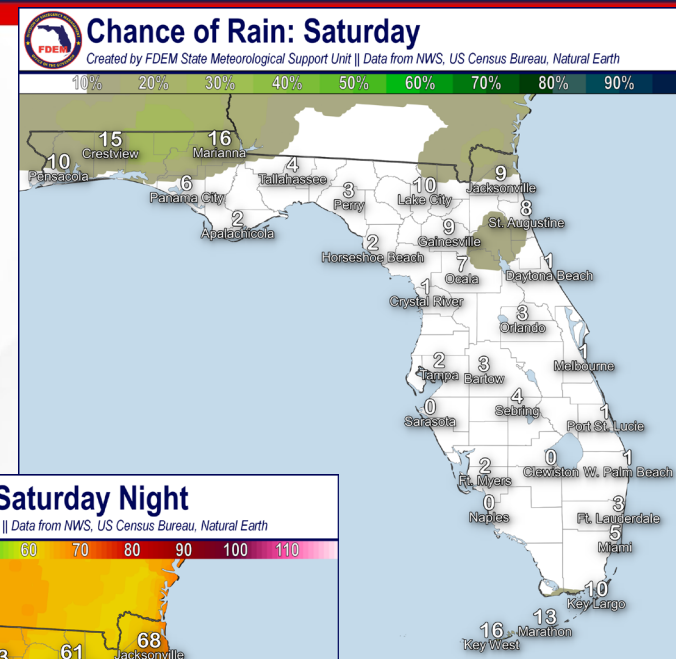 Chance of Rain: Saturday
FDEM
Created by FDEM State Meteorological Support Unit || Data from NWS, US Census Bureau, Natural Earth
10% 20% 30% 40% 50% 60% 70% 80% 90%
15
Crestview
16
Marianna
10
Pensacola
6
Panama City
4
Tallahassee
3
Perry
10
Lake City
9
Jacksonville
2
Apalachicola
8
St. Augustine
9
Gainesville
2
Horseshoe Beach
7
Ocala
1
Daytona Beach
1
Crystal River
3
Orlando
2
Tampa
3
Bartow
1
Melbourne
4
Sebring
0
Sarasota
1
Port St. Lucie
2
Ft. Myers
0
Clewiston
1
W. Palm Beach
0
Naples
3
Ft. Lauderdale
5
Miami
10
Key Largo
13
Marathon
16
Key West
Saturday Night
|| Data from NWS, US Census Bureau, Natural Earth
60 70 80 90 100 110
68
Jacksonville
61